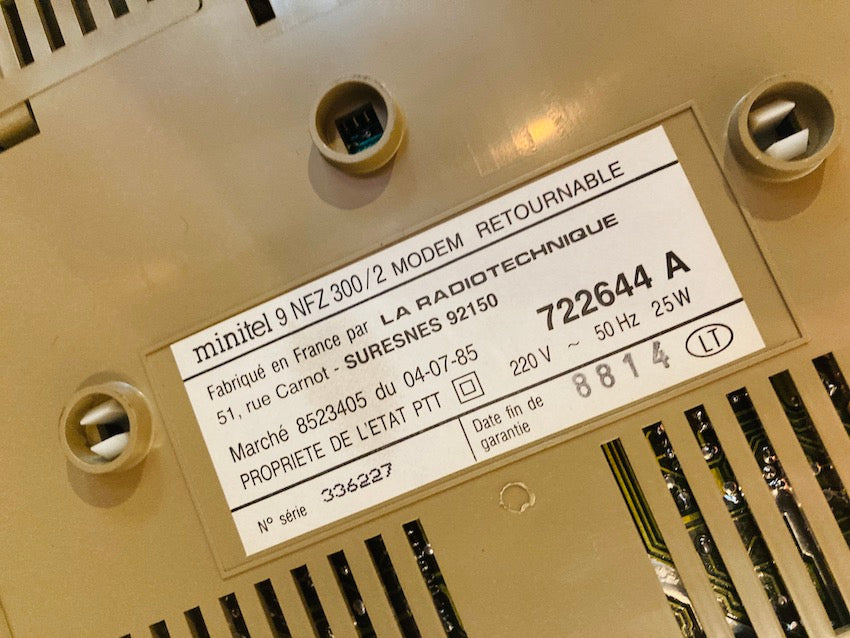 minitel 9 NFZ 300/2 MODEM RETOURNABLE
Fabriqué en France par LA RADIOTECHNIQUE
51, rue Carnot - SURESNES 92150
722644 A
Marché 8523405 du 04-07-85
220 V ~ 50 Hz 25 W
PROPRIETE DE L'ETAT PTT
N° série 336227
Date fin de
garantie
8814
LT